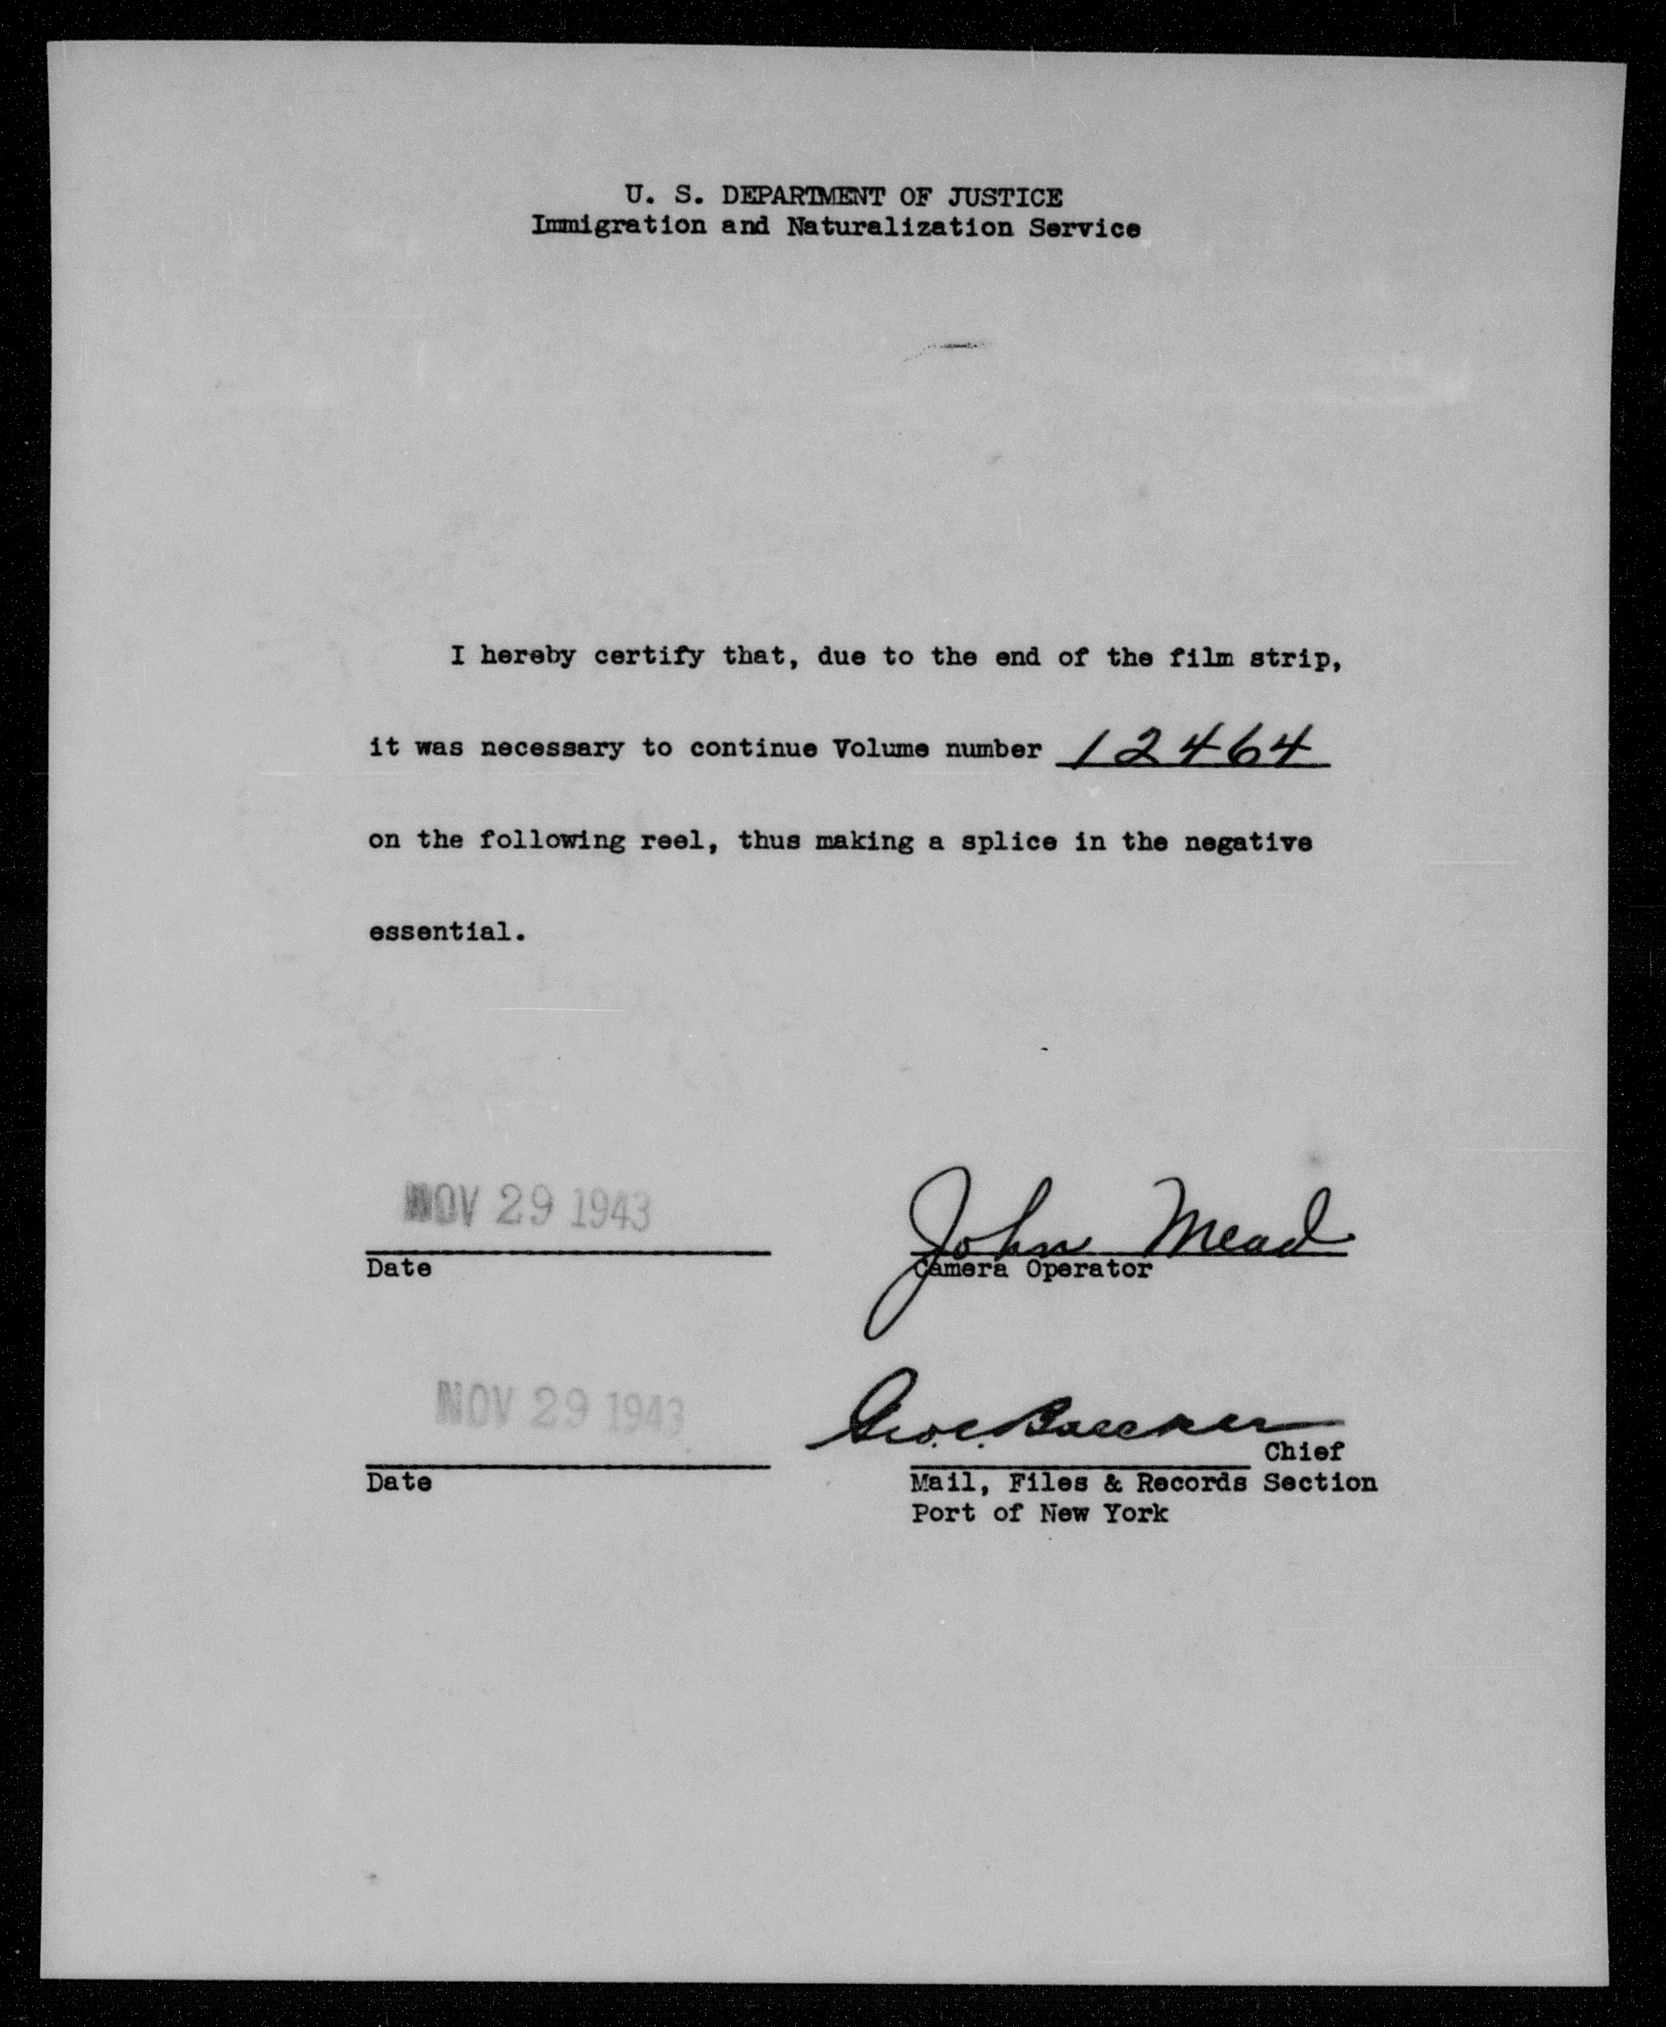 U. S. DEPARTMENT OF JUSTICE
Immigration and Naturalization Service
I hereby certify that, due to the end of the film strip,
it was necessary to continue Volume number 12464
on the following reel, thus making a splice in the negative
essential.
NOV 29 1943
John Mead
Date
Camera Operator
NOV 29 1943
Geo. C. Baecker
Chief
Date
Mail, Files & Records Section
Port of New York